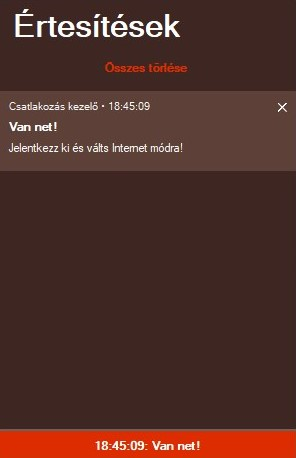 Értesítések
Összes törlése
Csatlakozás kezelő • 18:45:09
Van net!
Jelentkezz ki és válts Internet módra!
18:45:09: Van net!